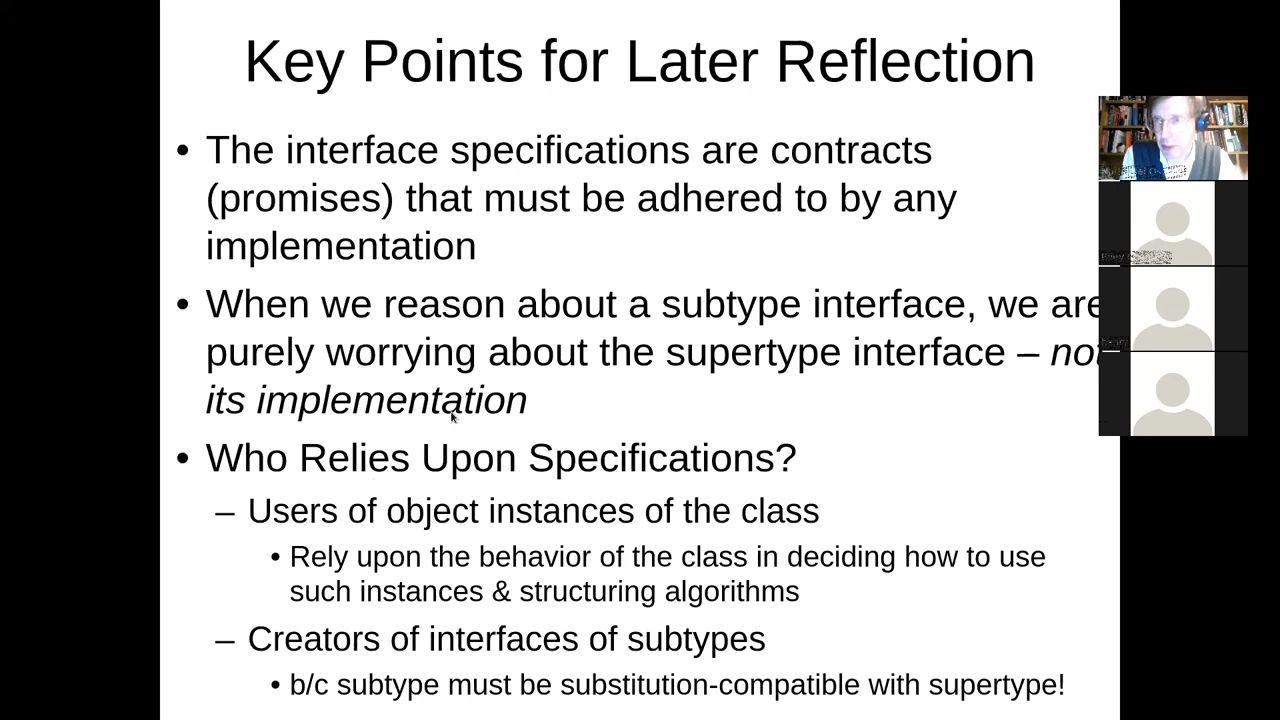 Key Points for Later Reflection
• The interface specifications are contracts
(promises) that must be adhered to by any
implementation
• When we reason about a subtype interface, we are
purely worrying about the supertype interface – not
its implementation
• Who Relies Upon Specifications?
– Users of object instances of the class
• Rely upon the behavior of the class in deciding how to use
such instances & structuring algorithms
– Creators of interfaces of subtypes
• b/c subtype must be substitution-compatible with supertype!